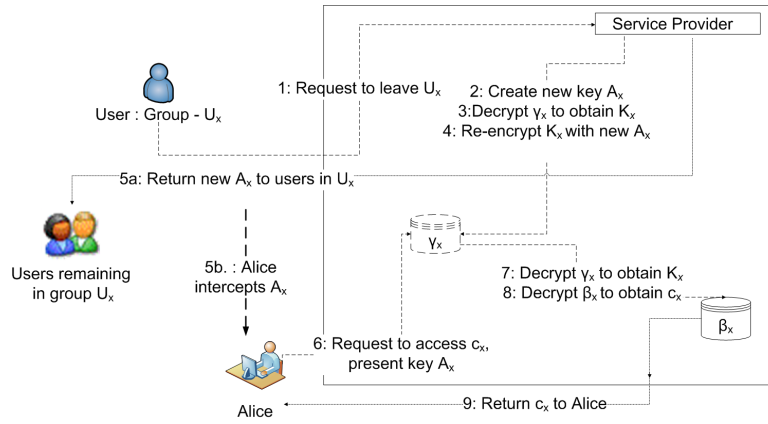 Service Provider
1: Request to leave Uₓ
2: Create new key Aₓ
3:Decrypt γₓ to obtain Kₓ
4: Re-encrypt Kₓ with new Aₓ
User : Group - Uₓ
5a: Return new Aₓ to users in Uₓ
γₓ
Users remaining
in group Uₓ
5b. : Alice
intercepts Aₓ
7: Decrypt γₓ to obtain Kₓ
8: Decrypt βₓ to obtain cₓ
βₓ
6: Request to access cₓ,
present key Aₓ
Alice
9: Return cₓ to Alice